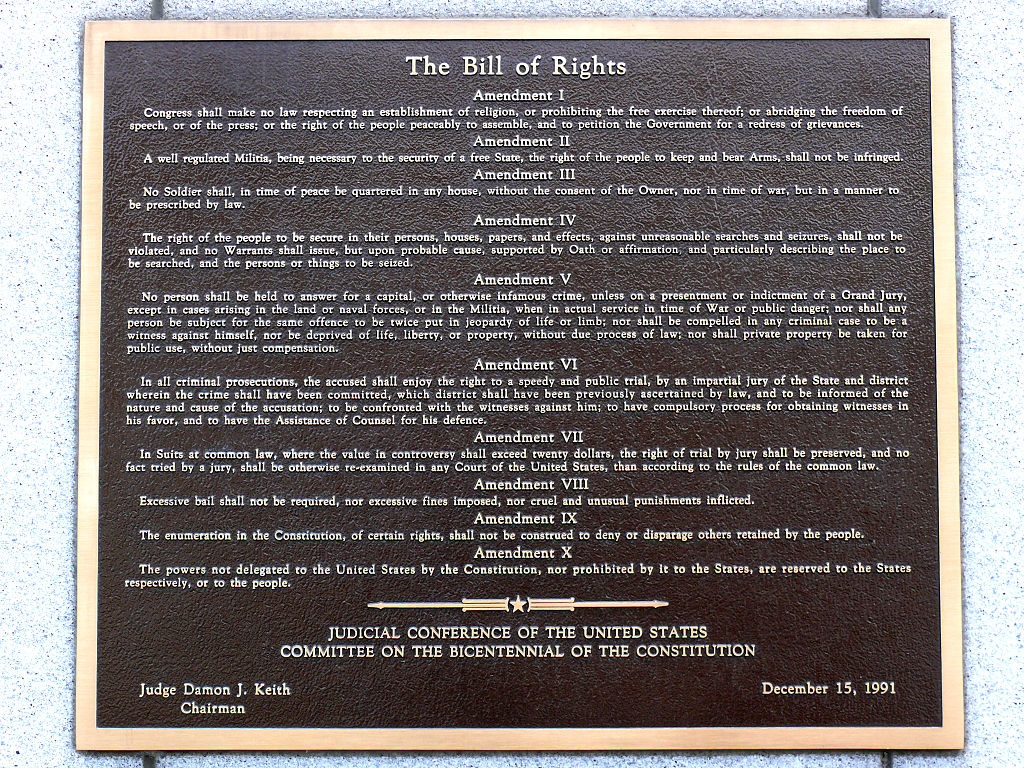 The Bill of Rights
Amendment I
Congress shall make no law respecting an establishment of religion, or prohibiting the free exercise thereof; or abridging the freedom of
speech, or of the press; or the right of the people peaceably to assemble, and to petition the Government for a redress of grievances.
Amendment II
A well regulated Militia, being necessary to the security of a free State, the right of the people to keep and bear Arms, shall not be infringed.
Amendment III
No Soldier shall, in time of peace be quartered in any house, without the consent of the Owner, nor in time of war, but in a manner to
be prescribed by law.
Amendment IV
The right of the people to be secure in their persons, houses, papers, and effects, against unreasonable searches and seizures, shall not be
violated, and no Warrants shall issue, but upon probable cause, supported by Oath or affirmation, and particularly describing the place to
be searched, and the persons or things to be seized.
Amendment V
No person shall be held to answer for a capital, or otherwise infamous crime, unless on a presentment or indictment of a Grand Jury,
except in cases arising in the land or naval forces, or in the Militia, when in actual service in time of War or public danger; nor shall any
person be subject for the same offence to be twice put in jeopardy of life or limb; nor shall be compelled in any criminal case to be a
witness against himself, nor be deprived of life, liberty, or property, without due process of law; nor shall private property be taken for
public use, without just compensation.
Amendment VI
In all criminal prosecutions, the accused shall enjoy the right to a speedy and public trial, by an impartial jury of the State and district
wherein the crime shall have been committed, which district shall have been previously ascertained by law, and to be informed of the
nature and cause of the accusation; to be confronted with the witnesses against him; to have compulsory process for obtaining witnesses in
his favor, and to have the Assistance of Counsel for his defence.
Amendment VII
In Suits at common law, where the value in controversy shall exceed twenty dollars, the right of trial by jury shall be preserved, and no
fact tried by a jury, shall be otherwise re-examined in any Court of the United States, than according to the rules of the common law.
Amendment VIII
Excessive bail shall not be required, nor excessive fines imposed, nor cruel and unusual punishments inflicted.
Amendment IX
The enumeration in the Constitution, of certain rights, shall not be construed to deny or disparage others retained by the people.
Amendment X
The powers not delegated to the United States by the Constitution, nor prohibited by it to the States, are reserved to the States
respectively, or to the people.
JUDICIAL CONFERENCE OF THE UNITED STATES
COMMITTEE ON THE BICENTENNIAL OF THE CONSTITUTION
Judge Damon J. Keith
Chairman
December 15, 1991